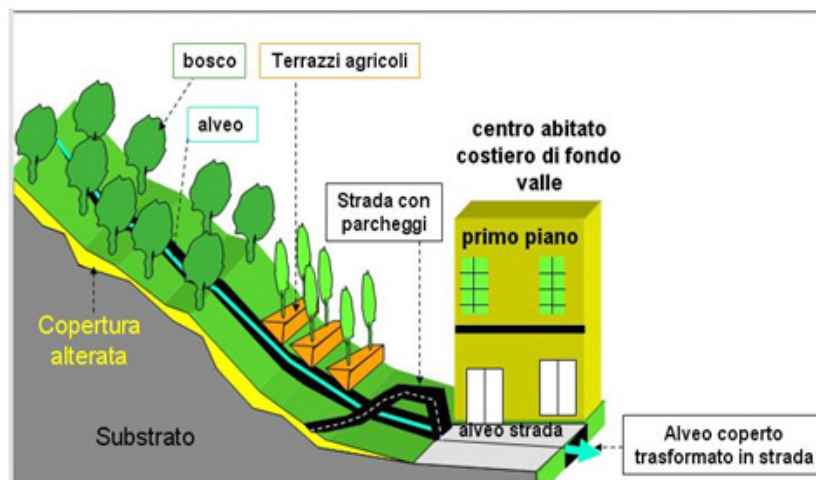 bosco
Terrazzi agricoli
alveo
centro abitato
costiero di fondo
valle
Strada con
parcheggi
primo piano
Copertura
alterata
Substrato
alveo strada
Alveo coperto
trasformato in strada